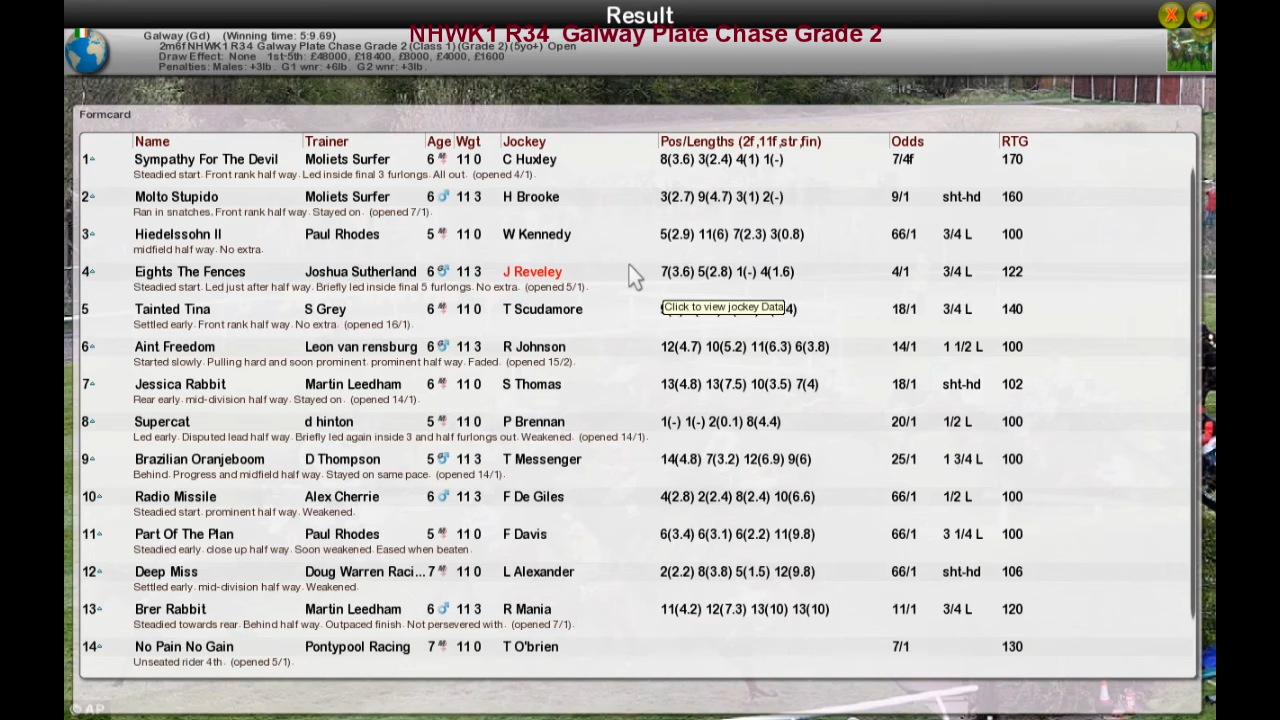 Result
NHWK1 R34 Galway Plate Chase Grade 2
Galway (Gd) (Winning time: 5:9.69)
2m6f NHWK1 R34 Galway Plate Chase Grade 2 (Class 1) (Grade 2) (5yo+) Open
Draw Effect: None 1st-5th: £48000, £18400, £8000, £4000, £1600
Penalties: Males: +3lb. G1 wnr: +6lb. G2 wnr: +3lb.
Formcard
Name Trainer Age Wgt Jockey Pos/Lengths (2f,11f,str,fin) Odds RTG
1 Sympathy For The Devil Moliets Surfer 6 11 0 C Huxley 8(3.6) 3(2.4) 4(1) 1(-) 7/4f 170
Steadied start. Front rank half way. Led inside final 3 furlongs. All out. (opened 4/1).
2 Molto Stupido Moliets Surfer 6 11 3 H Brooke 3(2.7) 9(4.7) 3(1) 2(-) 9/1 sht-hd 160
Ran in snatches, Front rank half way. Stayed on. (opened 7/1).
3 Hiedelssohn II Paul Rhodes 5 11 0 W Kennedy 5(2.9) 11(6) 7(2.3) 3(0.8) 66/1 3/4 L 100
midfield half way. No extra.
4 Eights The Fences Joshua Sutherland 6 11 3 J Reveley 7(3.6) 5(2.8) 1(-) 4(1.6) 4/1 3/4 L 122
Steadied start. Led just after half way. Briefly led inside final 5 furlongs. No extra. (opened 5/1).
5 Tainted Tina S Grey 6 11 0 T Scudamore Click to view jockey Data 4) 18/1 3/4 L 140
Settled early. Front rank half way. No extra. (opened 16/1).
6 Aint Freedom Leon van rensburg 6 11 3 R Johnson 12(4.7) 10(5.2) 11(6.3) 6(3.8) 14/1 1 1/2 L 100
Started slowly. Pulling hard and soon prominent. prominent half way. Faded. (opened 15/2).
7 Jessica Rabbit Martin Leedham 6 11 0 S Thomas 13(4.8) 13(7.5) 10(3.5) 7(4) 18/1 sht-hd 102
Rear early. mid-division half way. Stayed on. (opened 14/1).
8 Supercat d hinton 5 11 0 P Brennan 1(-) 1(-) 2(0.1) 8(4.4) 20/1 1/2 L 100
Led early. Disputed lead half way. Briefly led again inside 3 and half furlongs out. Weakened. (opened 14/1).
9 Brazilian Oranjeboom D Thompson 5 11 3 T Messenger 14(4.8) 7(3.2) 12(6.9) 9(6) 25/1 1 3/4 L 100
Behind. Progress and midfield half way. Stayed on same pace. (opened 14/1).
10 Radio Missile Alex Cherrie 6 11 3 F De Giles 4(2.8) 2(2.4) 8(2.4) 10(6.6) 66/1 1/2 L 100
Steadied start. prominent half way. Weakened.
11 Part Of The Plan Paul Rhodes 5 11 0 F Davis 6(3.4) 6(3.1) 6(2.2) 11(9.8) 66/1 3 1/4 L 100
Steadied early. close up half way. Soon weakened. Eased when beaten.
12 Deep Miss Doug Warren Raci... 7 11 0 L Alexander 2(2.2) 8(3.8) 5(1.5) 12(9.8) 66/1 sht-hd 106
Settled early. mid-division half way. Weakened.
13 Brer Rabbit Martin Leedham 6 11 3 R Mania 11(4.2) 12(7.3) 13(10) 13(10) 11/1 3/4 L 120
Steadied towards rear. Behind half way. Outpaced finish. Not persevered with. (opened 7/1).
14 No Pain No Gain Pontypool Racing 7 11 0 T O'brien 7/1 130
Unseated rider 4th. (opened 5/1).
© AP